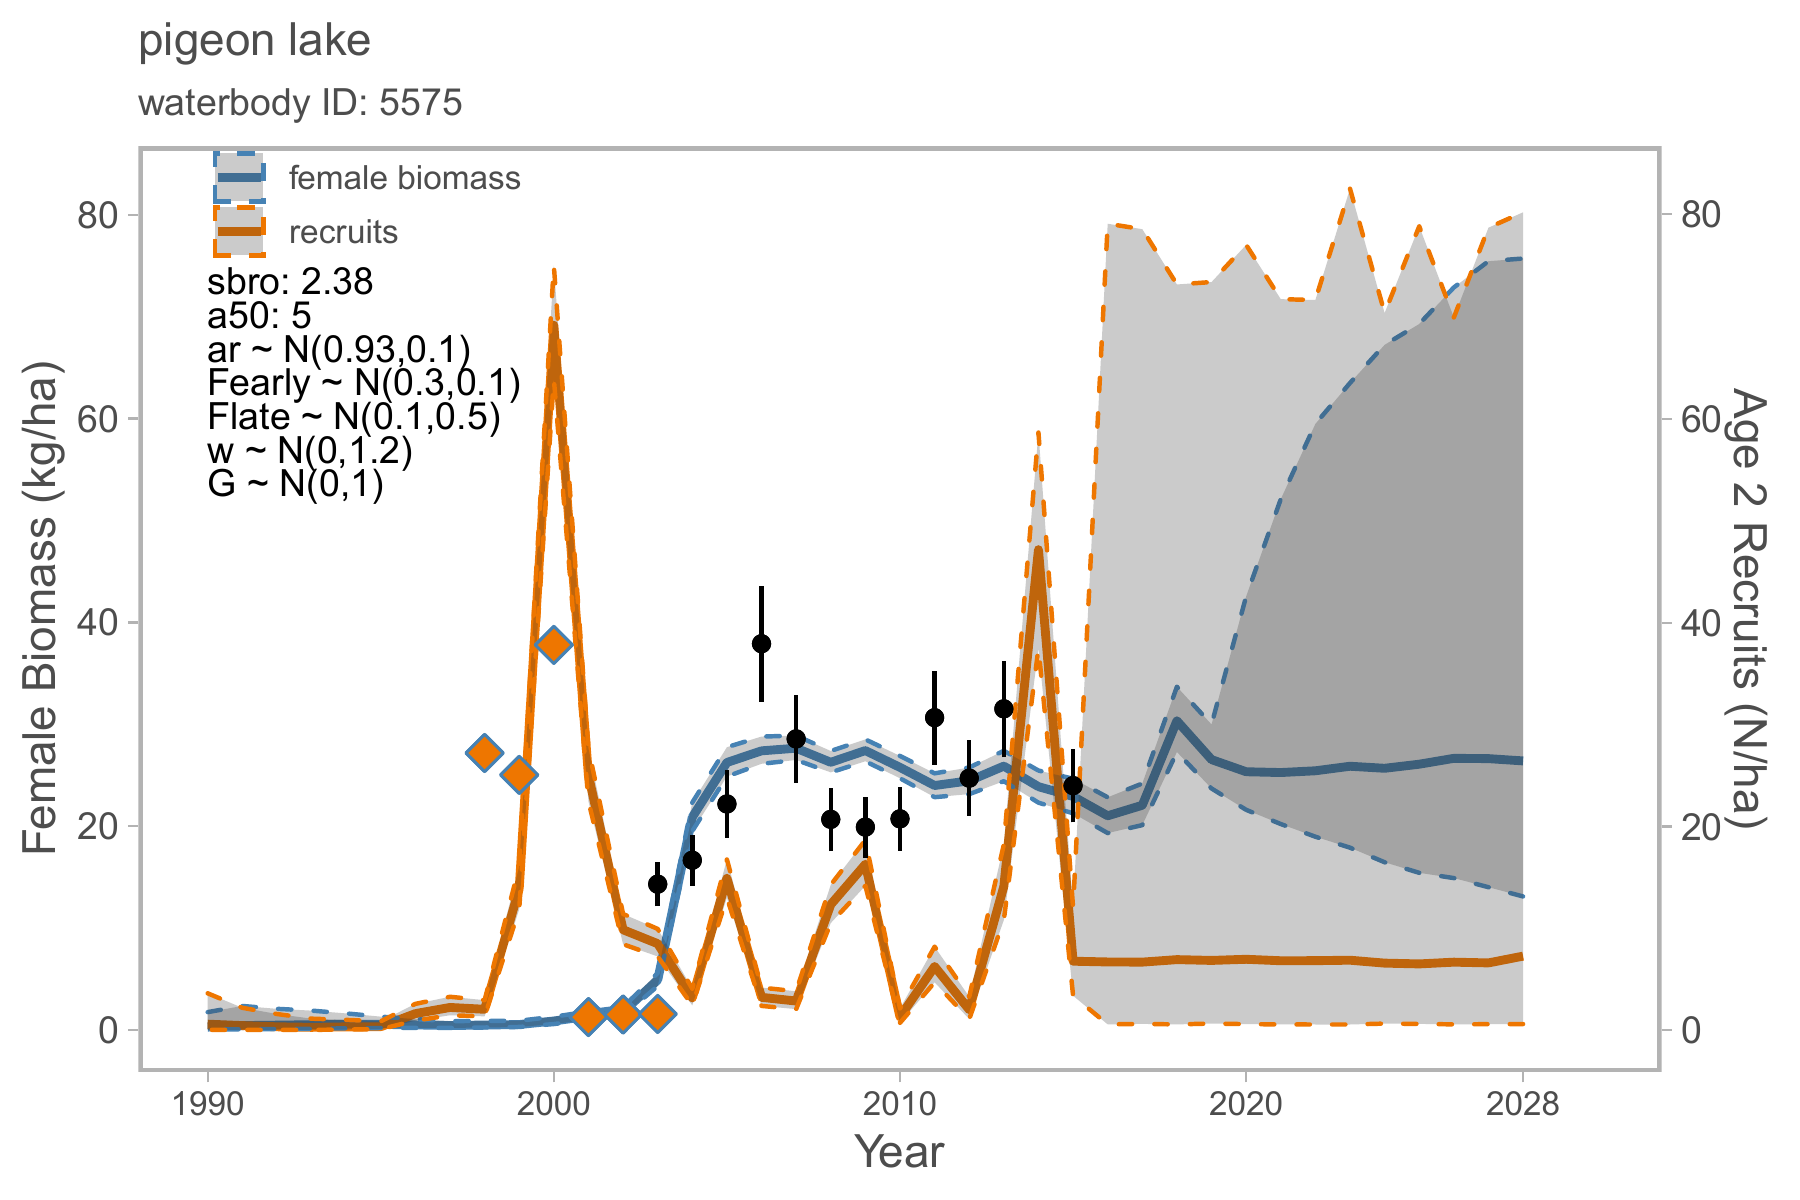 pigeon lake
waterbody ID: 5575
female biomass
recruits
sbro: 2.38
a50: 5
ar ~ N(0.93,0.1)
Fearly ~ N(0.3,0.1)
Flate ~ N(0.1,0.5)
w ~ N(0,1.2)
G ~ N(0,1)
Female Biomass (kg/ha)
80
60
40
20
0
80
60
40
20
0
Age 2 Recruits (N/ha)
1990 2000 2010 2020 2028
Year